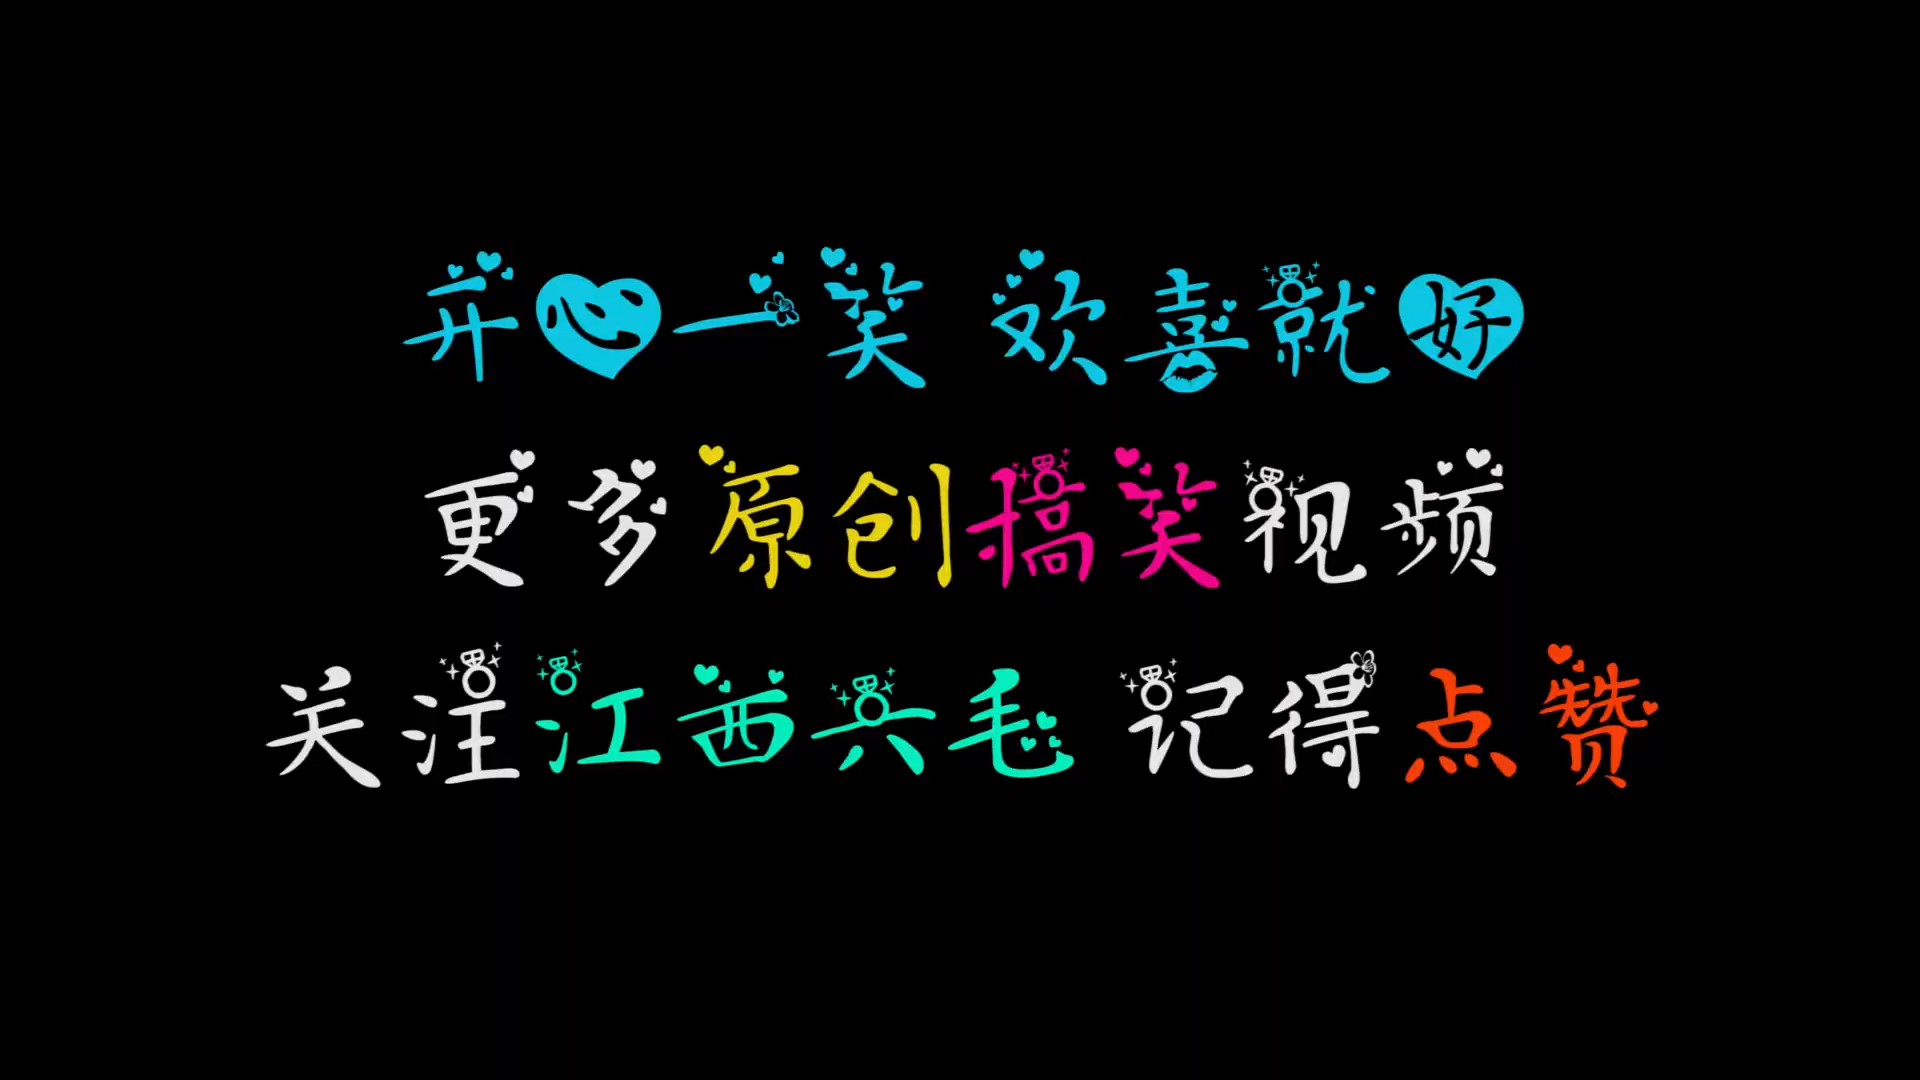 开心一笑 欢喜就好
更多原创搞笑视频
关注江西六毛 记得点赞